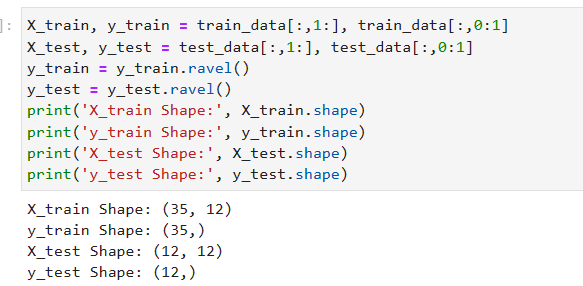 ]:
X_train, y_train = train_data[:,1:], train_data[:,0:1]
X_test, y_test = test_data[:,1:], test_data[:,0:1]
y_train = y_train.ravel()
y_test = y_test.ravel()
print('X_train Shape:', X_train.shape)
print('y_train Shape:', y_train.shape)
print('X_test Shape:', X_test.shape)
print('y_test Shape:', y_test.shape)
X_train Shape: (35, 12)
y_train Shape: (35,)
X_test Shape: (12, 12)
y_test Shape: (12,)